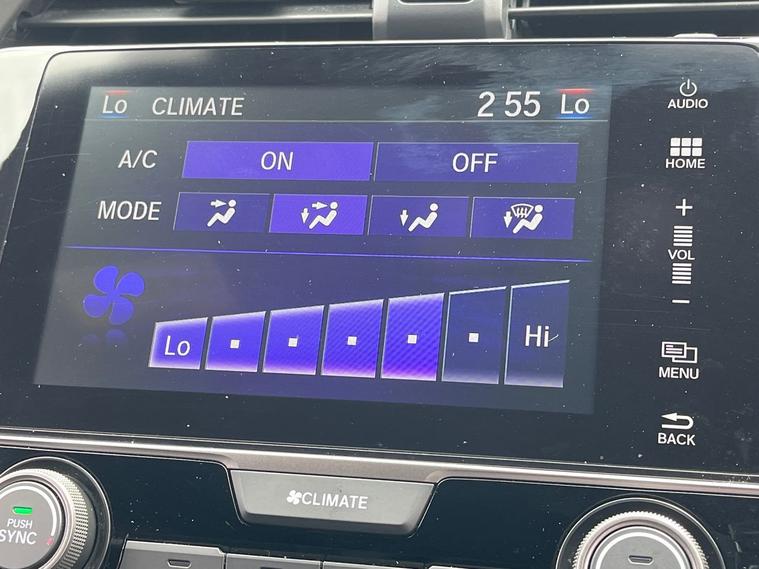 Lo CLIMATE 2 55 Lo
A/C ON OFF
MODE
Lo Hi
AUDIO
HOME
+
VOL
−
MENU
BACK
CLIMATE
PUSH
SYNC